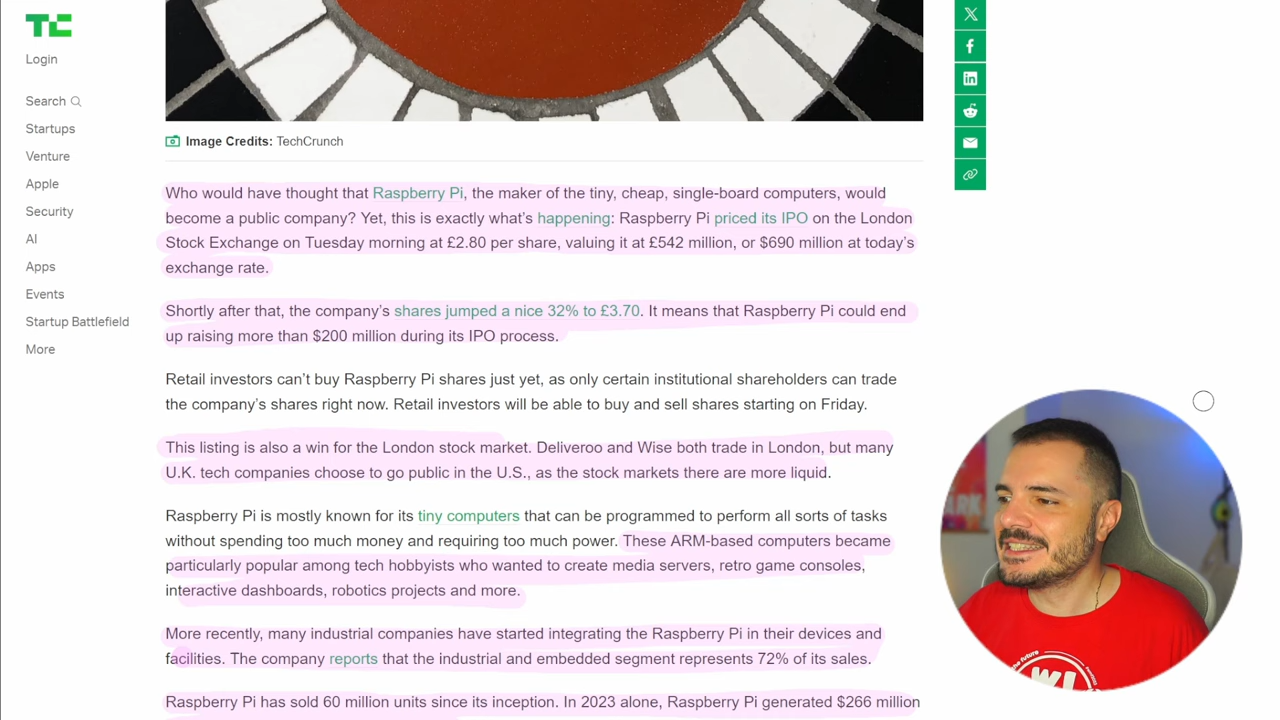 TC
Login
Search
Startups
Venture
Apple
Security
AI
Apps
Events
Startup Battlefield
More
Image Credits: TechCrunch
Who would have thought that Raspberry Pi, the maker of the tiny, cheap, single-board computers, would
become a public company? Yet, this is exactly what's happening: Raspberry Pi priced its IPO on the London
Stock Exchange on Tuesday morning at £2.80 per share, valuing it at £542 million, or $690 million at today's
exchange rate.
Shortly after that, the company's shares jumped a nice 32% to £3.70. It means that Raspberry Pi could end
up raising more than $200 million during its IPO process.
Retail investors can't buy Raspberry Pi shares just yet, as only certain institutional shareholders can trade
the company's shares right now. Retail investors will be able to buy and sell shares starting on Friday.
This listing is also a win for the London stock market. Deliveroo and Wise both trade in London, but many
U.K. tech companies choose to go public in the U.S., as the stock markets there are more liquid.
Raspberry Pi is mostly known for its tiny computers that can be programmed to perform all sorts of tasks
without spending too much money and requiring too much power. These ARM-based computers became
particularly popular among tech hobbyists who wanted to create media servers, retro game consoles,
interactive dashboards, robotics projects and more.
More recently, many industrial companies have started integrating the Raspberry Pi in their devices and
facilities. The company reports that the industrial and embedded segment represents 72% of its sales.
Raspberry Pi has sold 60 million units since its inception. In 2023 alone, Raspberry Pi generated $266 million